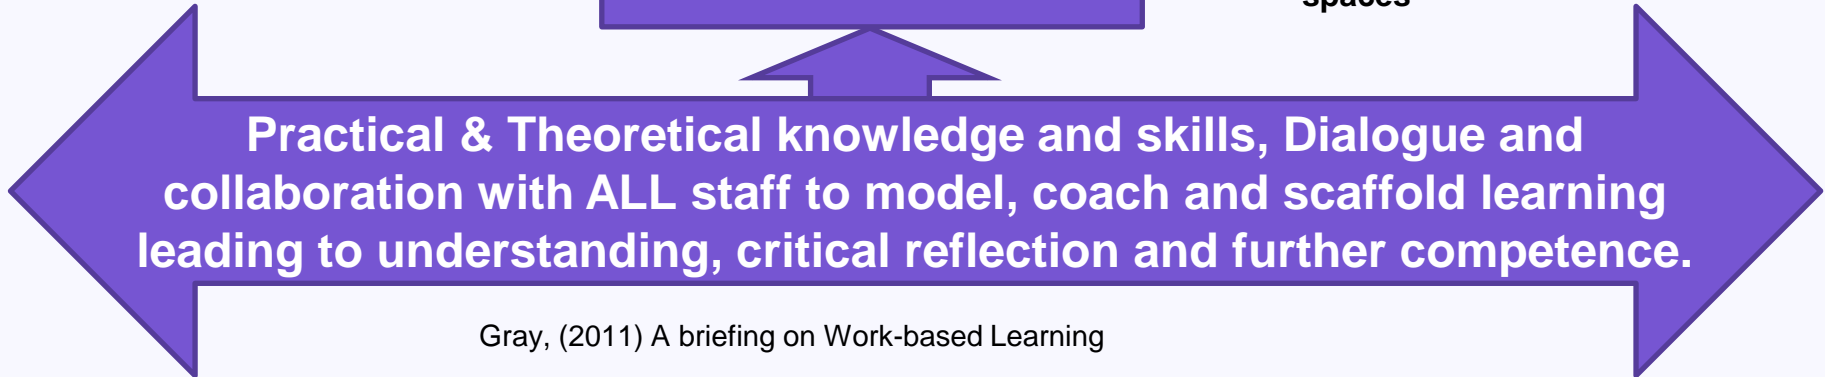 spaces
Practical & Theoretical knowledge and skills, Dialogue and
collaboration with ALL staff to model, coach and scaffold learning
leading to understanding, critical reflection and further competence.
Gray, (2011) A briefing on Work-based Learning